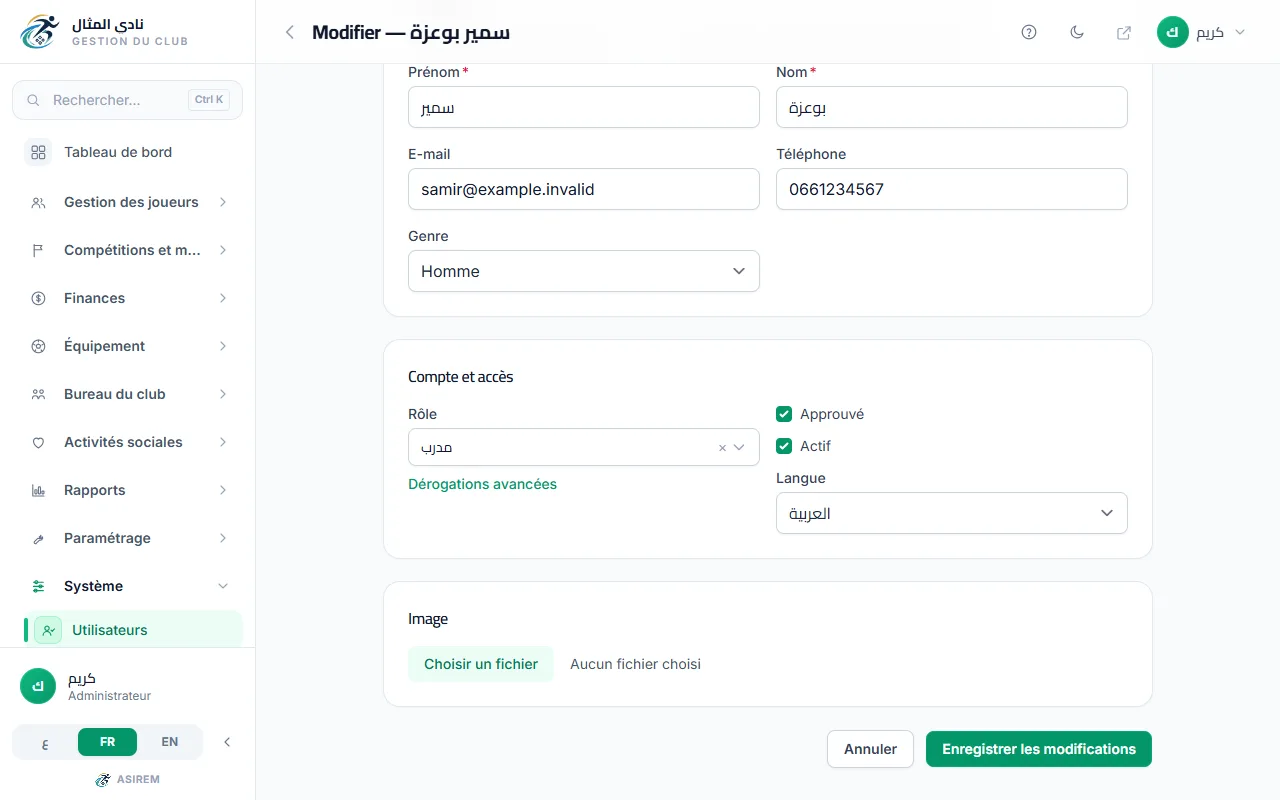 نادي المثال
GESTION DU CLUB
Rechercher...
Ctrl K
Tableau de bord
Gestion des joueurs
Compétitions et m...
Finances
Équipement
Bureau du club
Activités sociales
Rapports
Paramétrage
Système
Utilisateurs
كريم
Administrateur
ع
FR
EN
ASIREM
Modifier — سمير بوعزة
ك
كريم
Prénom *
Nom *
سمير
بوعزة
E-mail
Téléphone
samir@example.invalid
0661234567
Genre
Homme
Compte et accès
Rôle
مدرب
Dérogations avancées
Approuvé
Actif
Langue
العربية
Image
Choisir un fichier
Aucun fichier choisi
Annuler
Enregistrer les modifications
ك